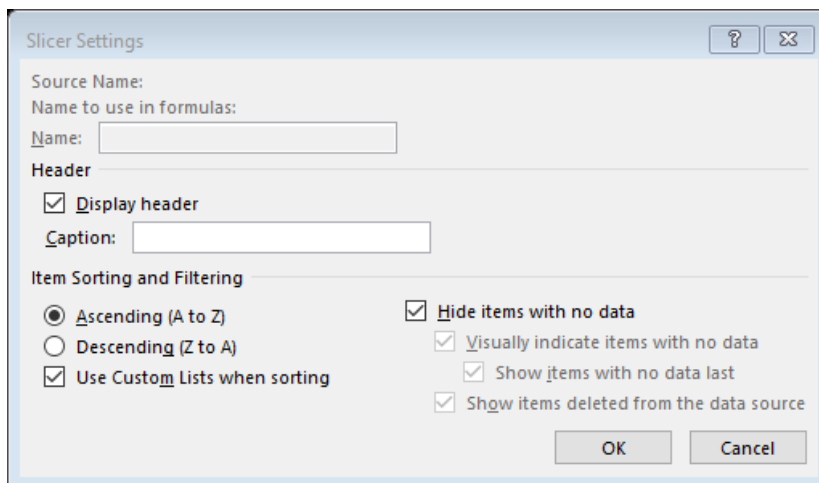 Slicer Settings
Source Name:
Name to use in formulas:
Name:
Header
Display header
Caption:
Item Sorting and Filtering
Ascending (A to Z)
Descending (Z to A)
Use Custom Lists when sorting
Hide items with no data
Visually indicate items with no data
Show items with no data last
Show items deleted from the data source
OK
Cancel